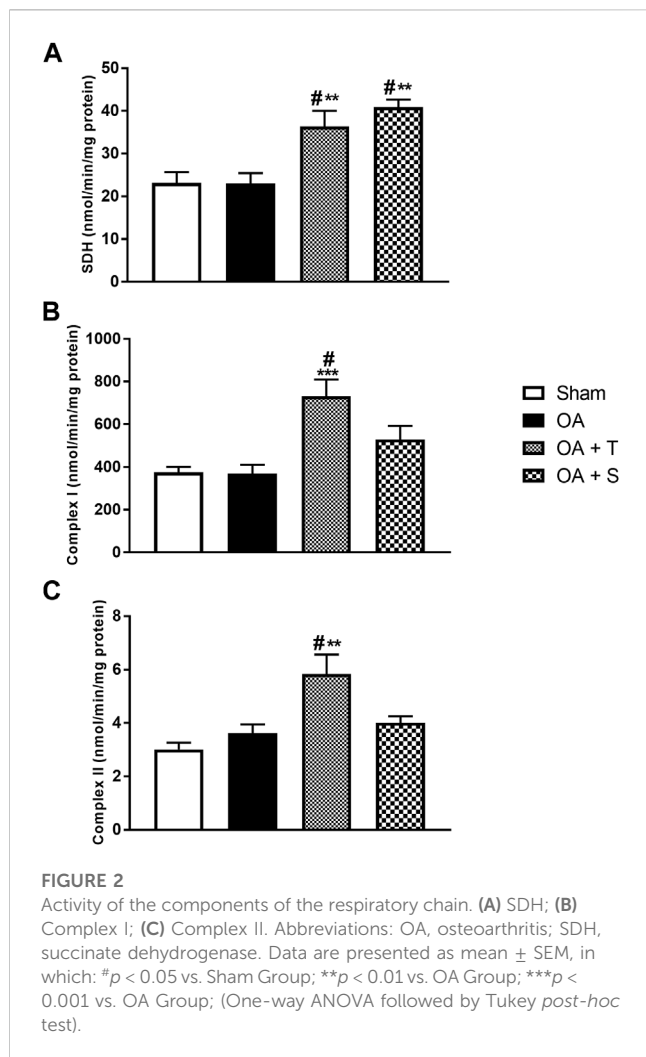 A
SDH (nmol/min/mg protein)
50
40
30
20
10
0
#**
#**
B
Complex I (nmol/min/mg protein)
1000
800
600
400
200
0
#
***
Sham
OA
OA + T
OA + S
C
Complex II (nmol/min/mg protein)
8
6
4
2
0
#**
FIGURE 2
Activity of the components of the respiratory chain. (A) SDH; (B)
Complex I; (C) Complex II. Abbreviations: OA, osteoarthritis; SDH,
succinate dehydrogenase. Data are presented as mean ± SEM, in
which: #p < 0.05 vs. Sham Group; **p < 0.01 vs. OA Group; ***p <
0.001 vs. OA Group; (One-way ANOVA followed by Tukey post-hoc
test).